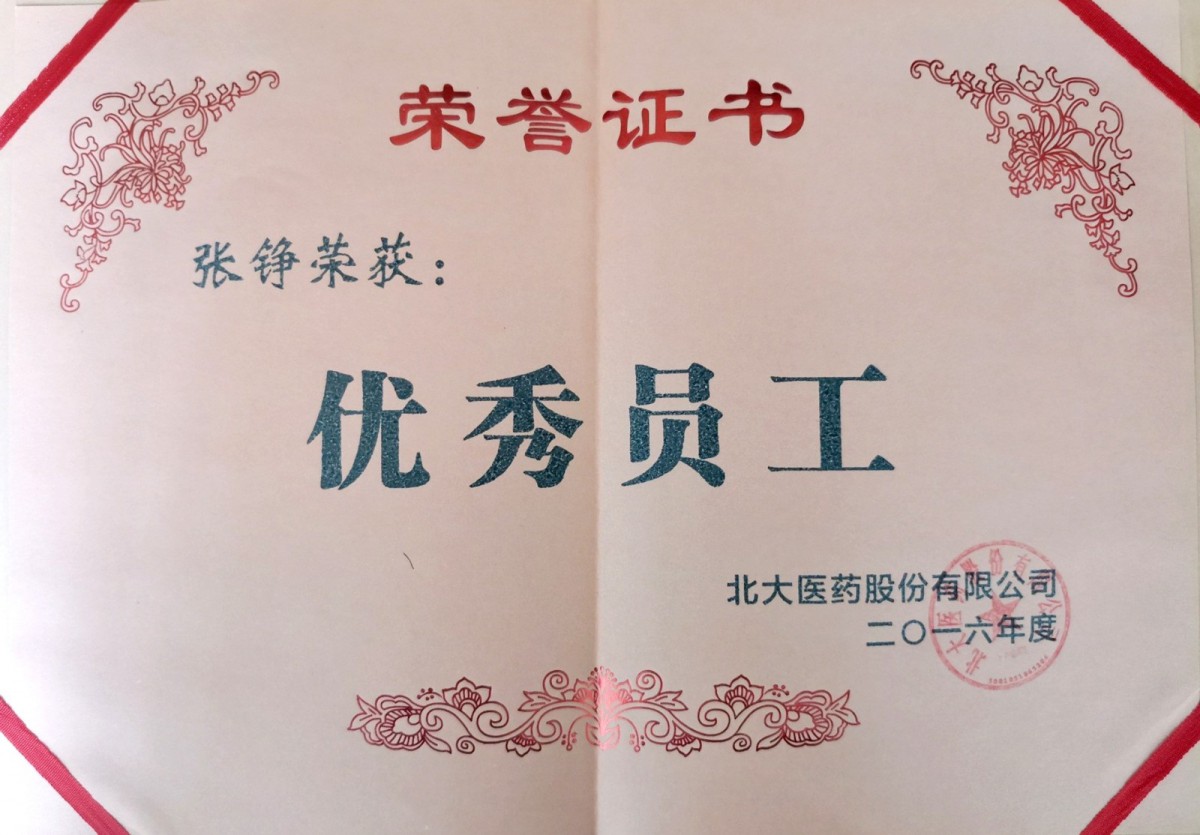 荣誉证书
张铮荣获：
优秀员工
北大医药股份有限公司
二〇一六年度